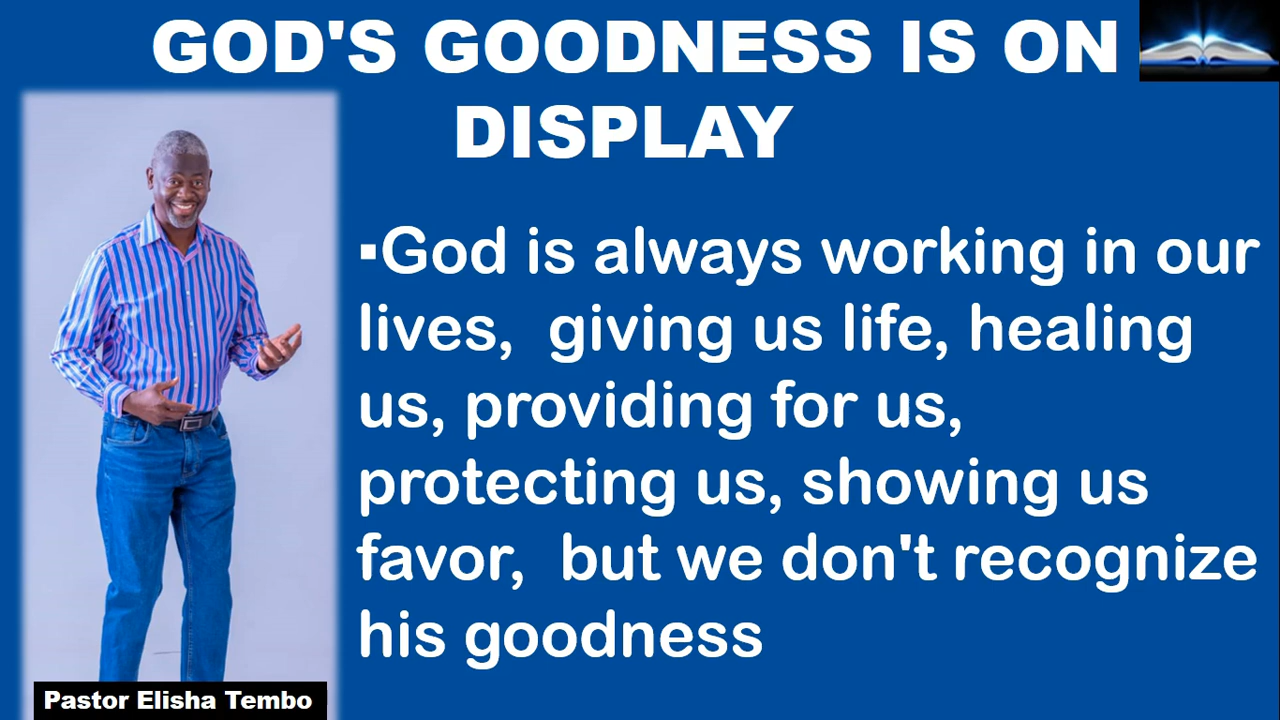 GOD'S GOODNESS IS ON
DISPLAY
▪God is always working in our
lives,  giving us life, healing
us, providing for us,
protecting us, showing us
favor,  but we don't recognize
his goodness
Pastor Elisha Tembo